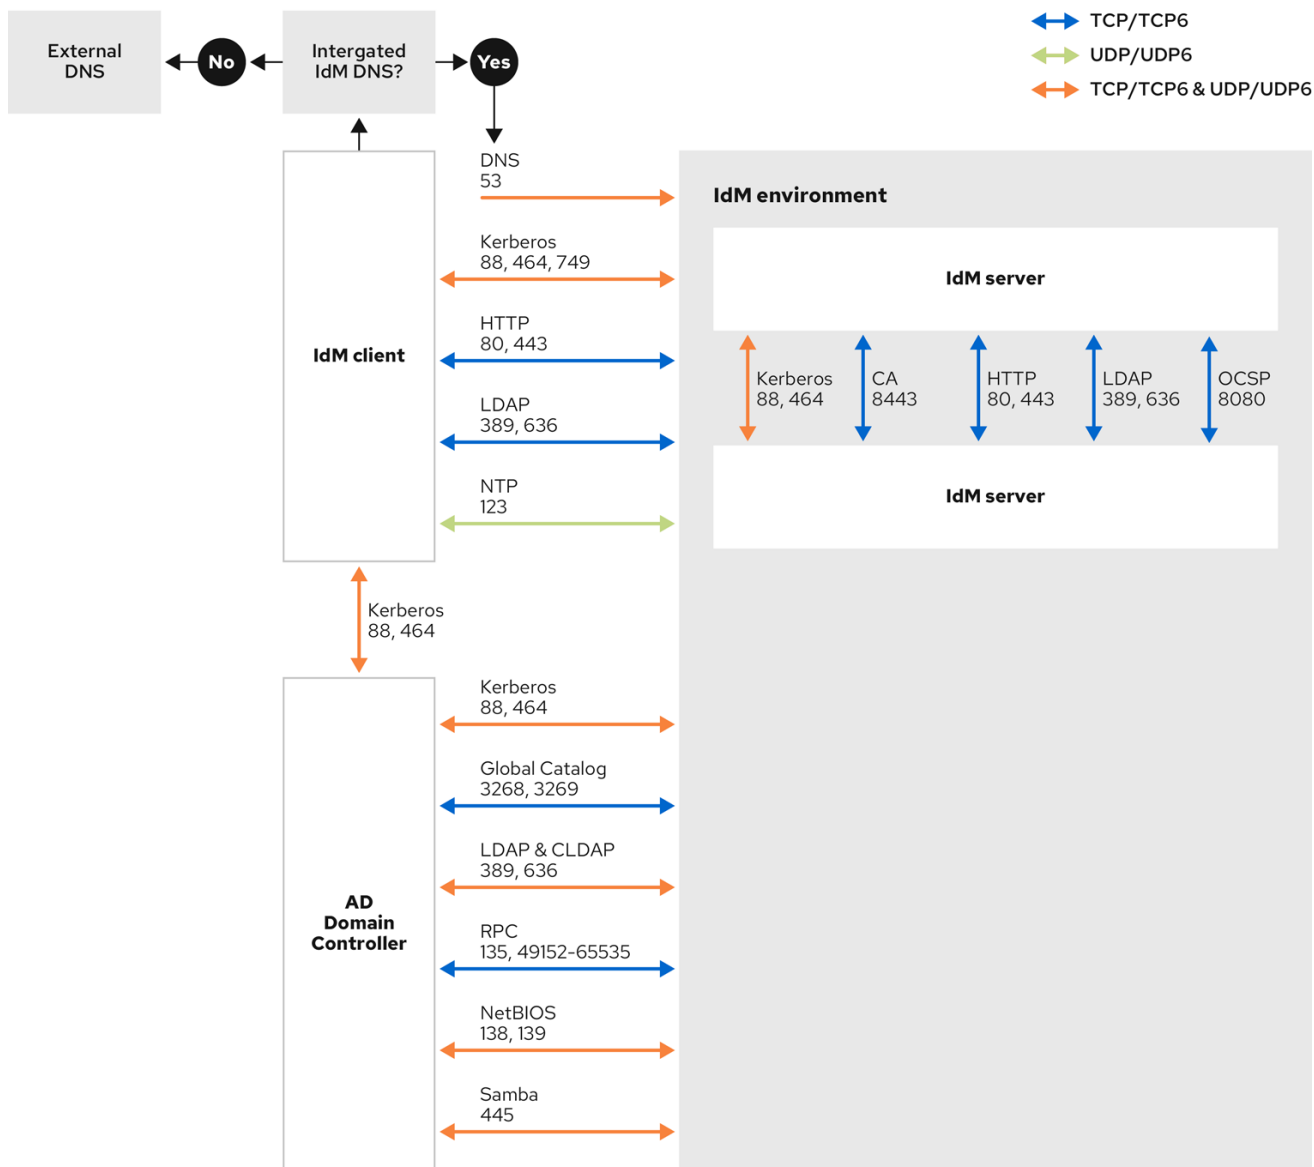 External
DNS
No
Intergated
IdM DNS?
Yes
TCP/TCP6
UDP/UDP6
TCP/TCP6 & UDP/UDP6
DNS
53
Kerberos
88, 464, 749
HTTP
80, 443
LDAP
389, 636
NTP
123
IdM client
IdM environment
IdM server
Kerberos
88, 464
CA
8443
HTTP
80, 443
LDAP
389, 636
OCSP
8080
IdM server
Kerberos
88, 464
AD
Domain
Controller
Kerberos
88, 464
Global Catalog
3268, 3269
LDAP & CLDAP
389, 636
RPC
135, 49152-65535
NetBIOS
138, 139
Samba
445